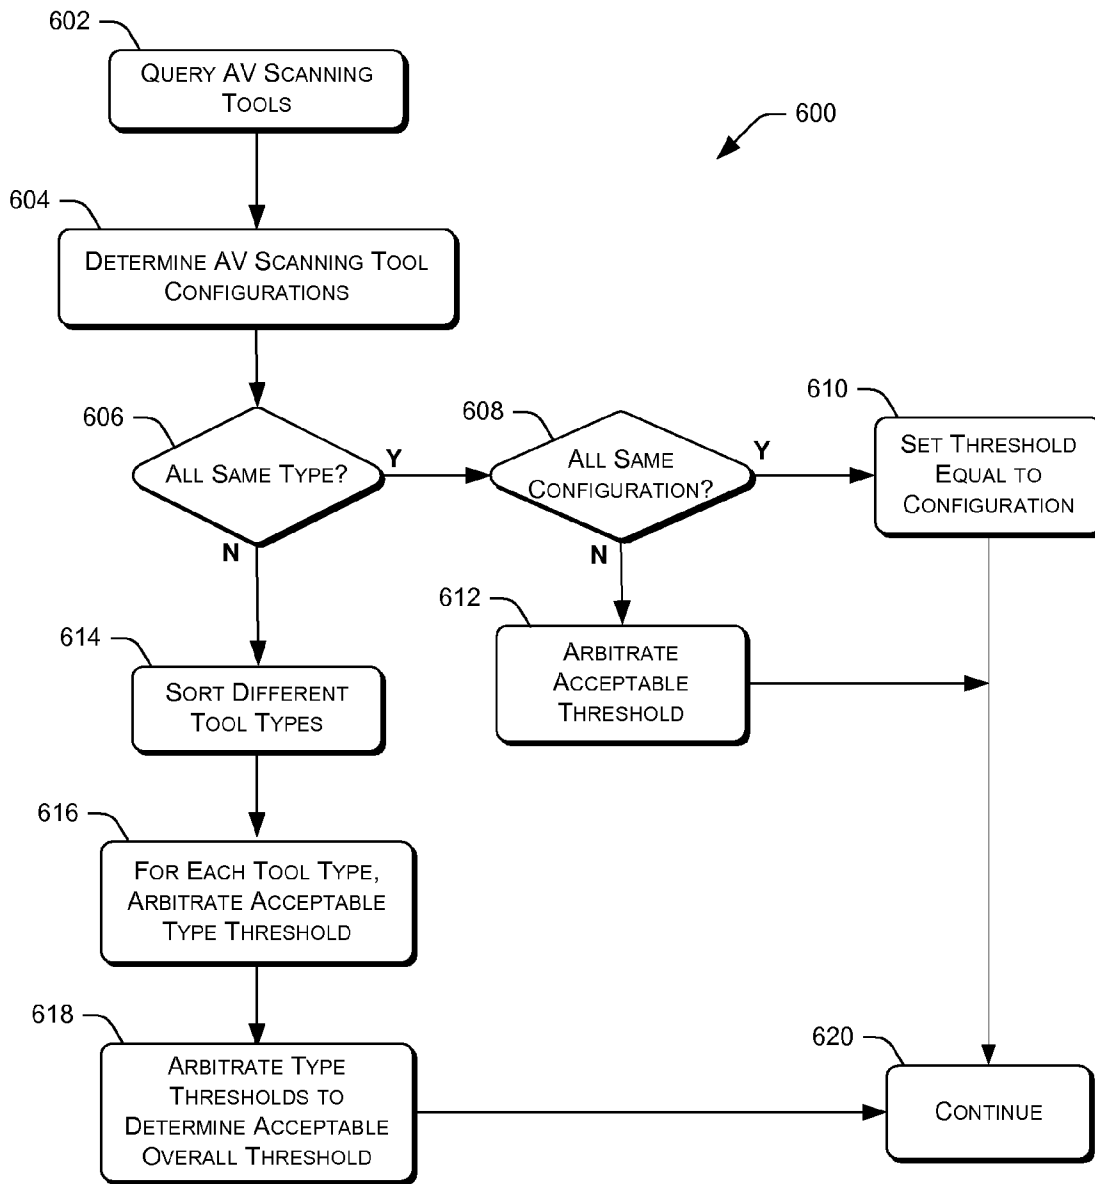 602
QUERY AV SCANNING
TOOLS
600
604
DETERMINE AV SCANNING TOOL
CONFIGURATIONS
606
ALL SAME TYPE?
Y
N
608
ALL SAME
CONFIGURATION?
Y
N
610
SET THRESHOLD
EQUAL TO
CONFIGURATION
612
ARBITRATE
ACCEPTABLE
THRESHOLD
614
SORT DIFFERENT
TOOL TYPES
616
FOR EACH TOOL TYPE,
ARBITRATE ACCEPTABLE
TYPE THRESHOLD
618
ARBITRATE TYPE
THRESHOLDS TO
DETERMINE ACCEPTABLE
OVERALL THRESHOLD
620
CONTINUE